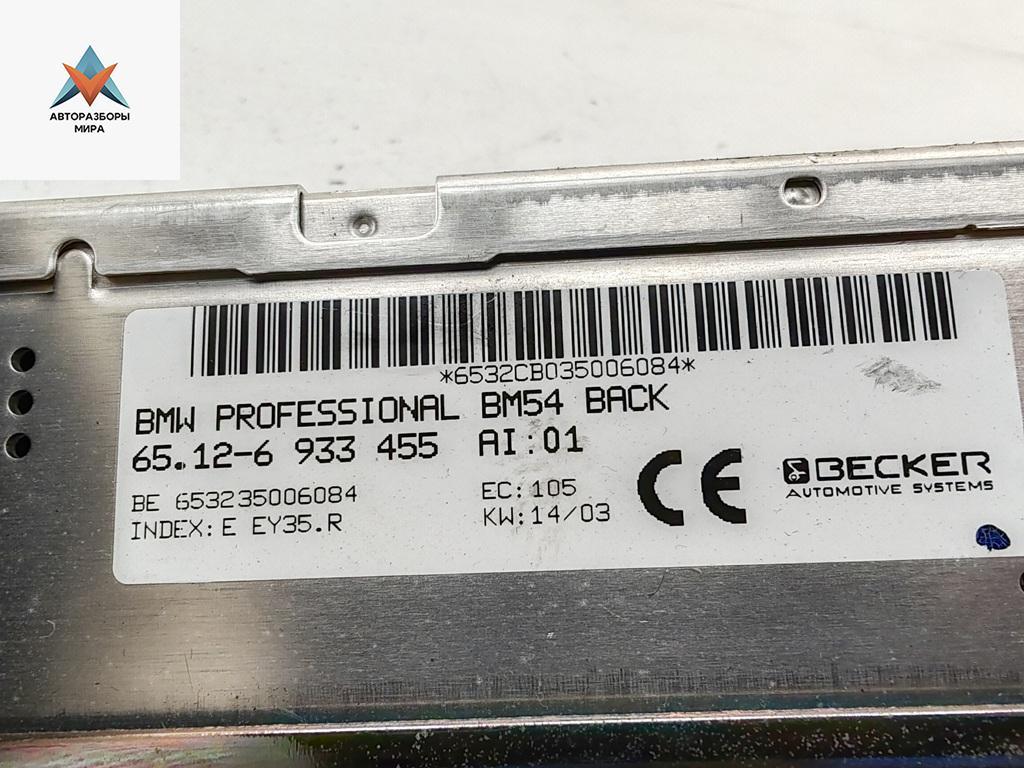 АВТОРАЗБОРЫ
МИРА
*6532CB035006084*
BMW PROFESSIONAL BM54 BACK
65.12-6 933 455 AI:01
BE 653235006084
INDEX: E EY35.R
EC: 105
KW: 14/03
CE
BECKER
AUTOMOTIVE SYSTEMS